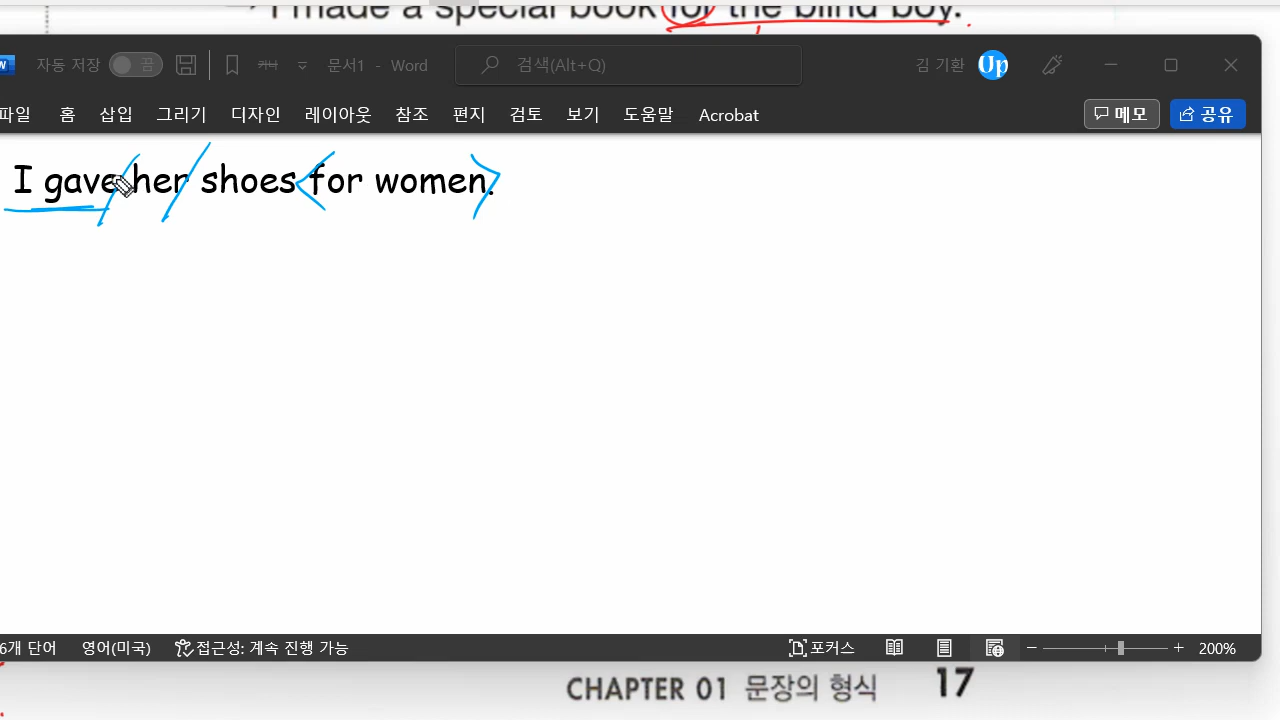 I made a special book for the blind boy.
자동 저장 끔 가나 문서1 - Word 검색(Alt+Q) 김 기환 Up
파일 홈 삽입 그리기 디자인 레이아웃 참조 편지 검토 보기 도움말 Acrobat 메모 공유
I gave her shoes for women.
6개 단어 영어(미국) 접근성: 계속 진행 가능 포커스 200%
CHAPTER 01 문장의 형식 17